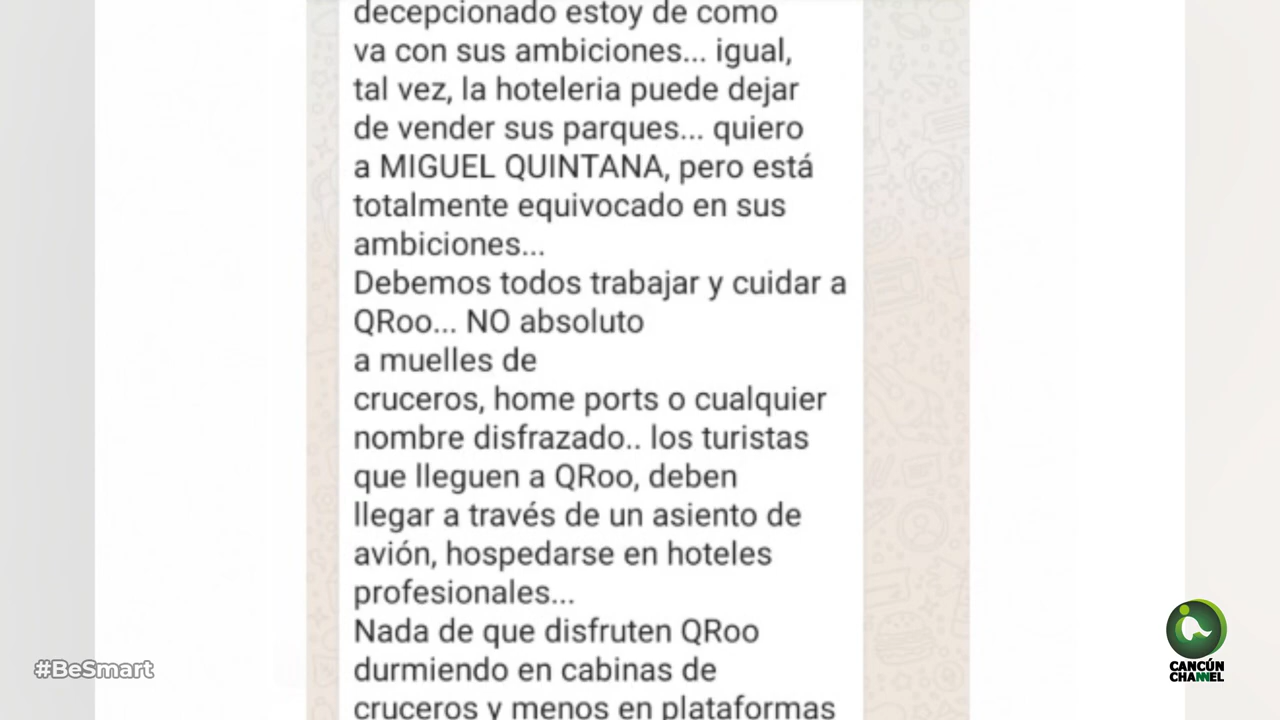 decepcionado estoy de como
va con sus ambiciones... igual,
tal vez, la hoteleria puede dejar
de vender sus parques... quiero
a MIGUEL QUINTANA, pero está
totalmente equivocado en sus
ambiciones...
Debemos todos trabajar y cuidar a
QRoo... NO absoluto
a muelles de
cruceros, home ports o cualquier
nombre disfrazado.. los turistas
que lleguen a QRoo, deben
llegar a través de un asiento de
avión, hospedarse en hoteles
profesionales...
Nada de que disfruten QRoo
durmiendo en cabinas de
cruceros y menos en plataformas
#BeSmart
CANCÚN
CHANNEL